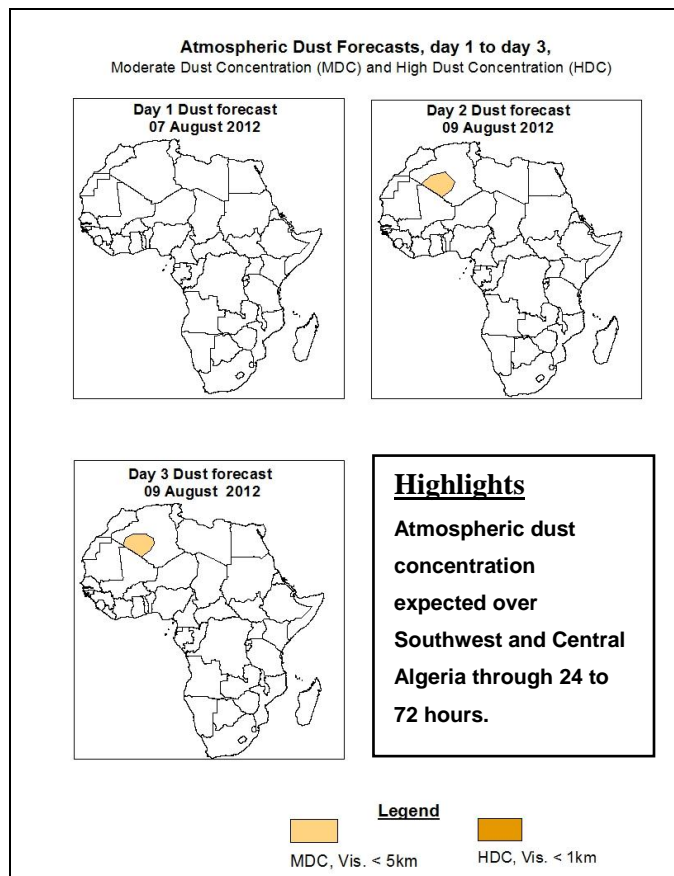 Atmospheric Dust Forecasts, day 1 to day 3,
Moderate Dust Concentration (MDC) and High Dust Concentration (HDC)
Day 1 Dust forecast
07 August 2012
Day 2 Dust forecast
09 August 2012
Day 3 Dust forecast
09 August 2012
Highlights
Atmospheric dust
concentration
expected over
Southwest and Central
Algeria through 24 to
72 hours.
Legend
MDC, Vis. < 5km
HDC, Vis. < 1km